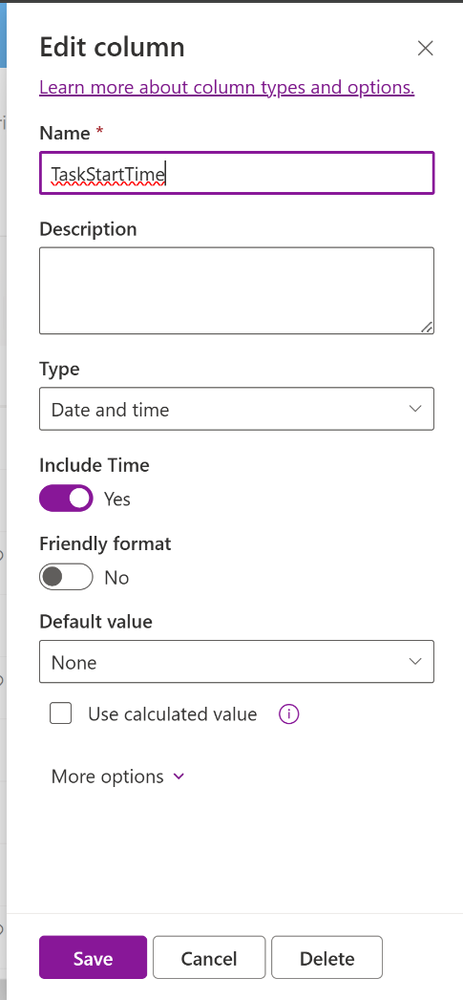 Edit column
Learn more about column types and options.
Name *
TaskStartTime
Description
Type
Date and time
Include Time
Yes
Friendly format
No
Default value
None
Use calculated value
More options
Save Cancel Delete